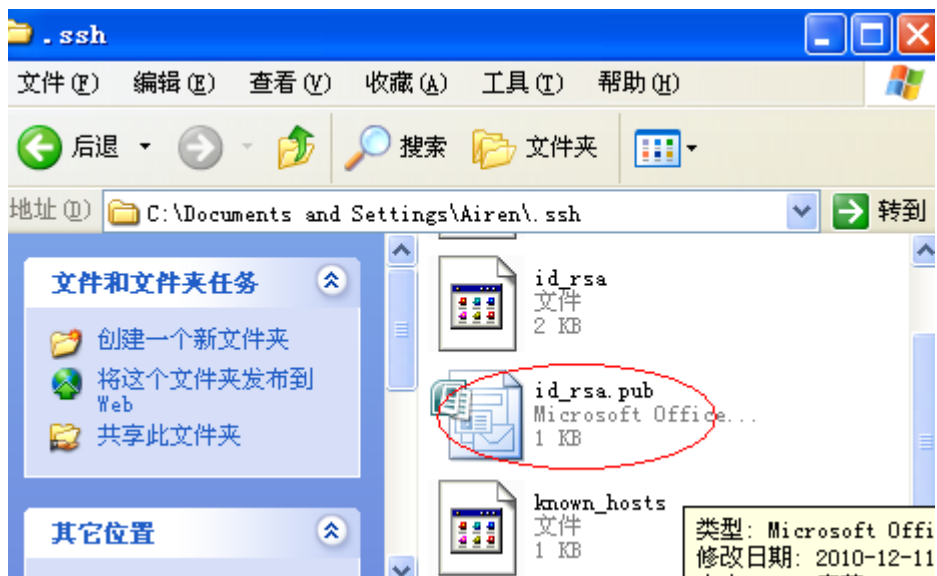 .ssh
文件(F) 编辑(E) 查看(V) 收藏(A) 工具(T) 帮助(H)
后退 搜索 文件夹
地址(D) C:\Documents and Settings\Airen\.ssh 转到
文件和文件夹任务
创建一个新文件夹
将这个文件夹发布到
Web
共享此文件夹
其它位置
id_rsa
文件
2 KB
id_rsa.pub
Microsoft Office...
1 KB
known_hosts
文件
1 KB
类型: Microsoft Offi
修改日期: 2010-12-11